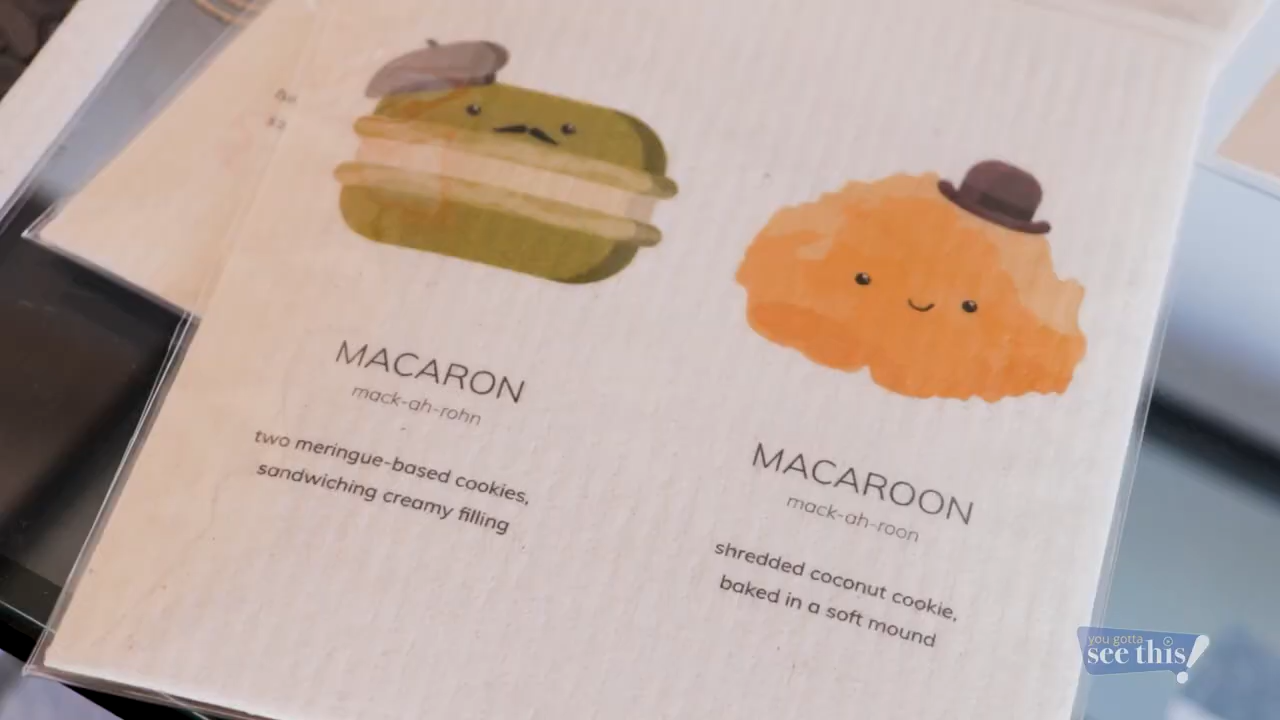 MACARON
mack-ah-rohn
two meringue-based cookies,
sandwiching creamy filling
MACAROON
mack-ah-roon
shredded coconut cookie,
baked in a soft mound
you gotta
see this!